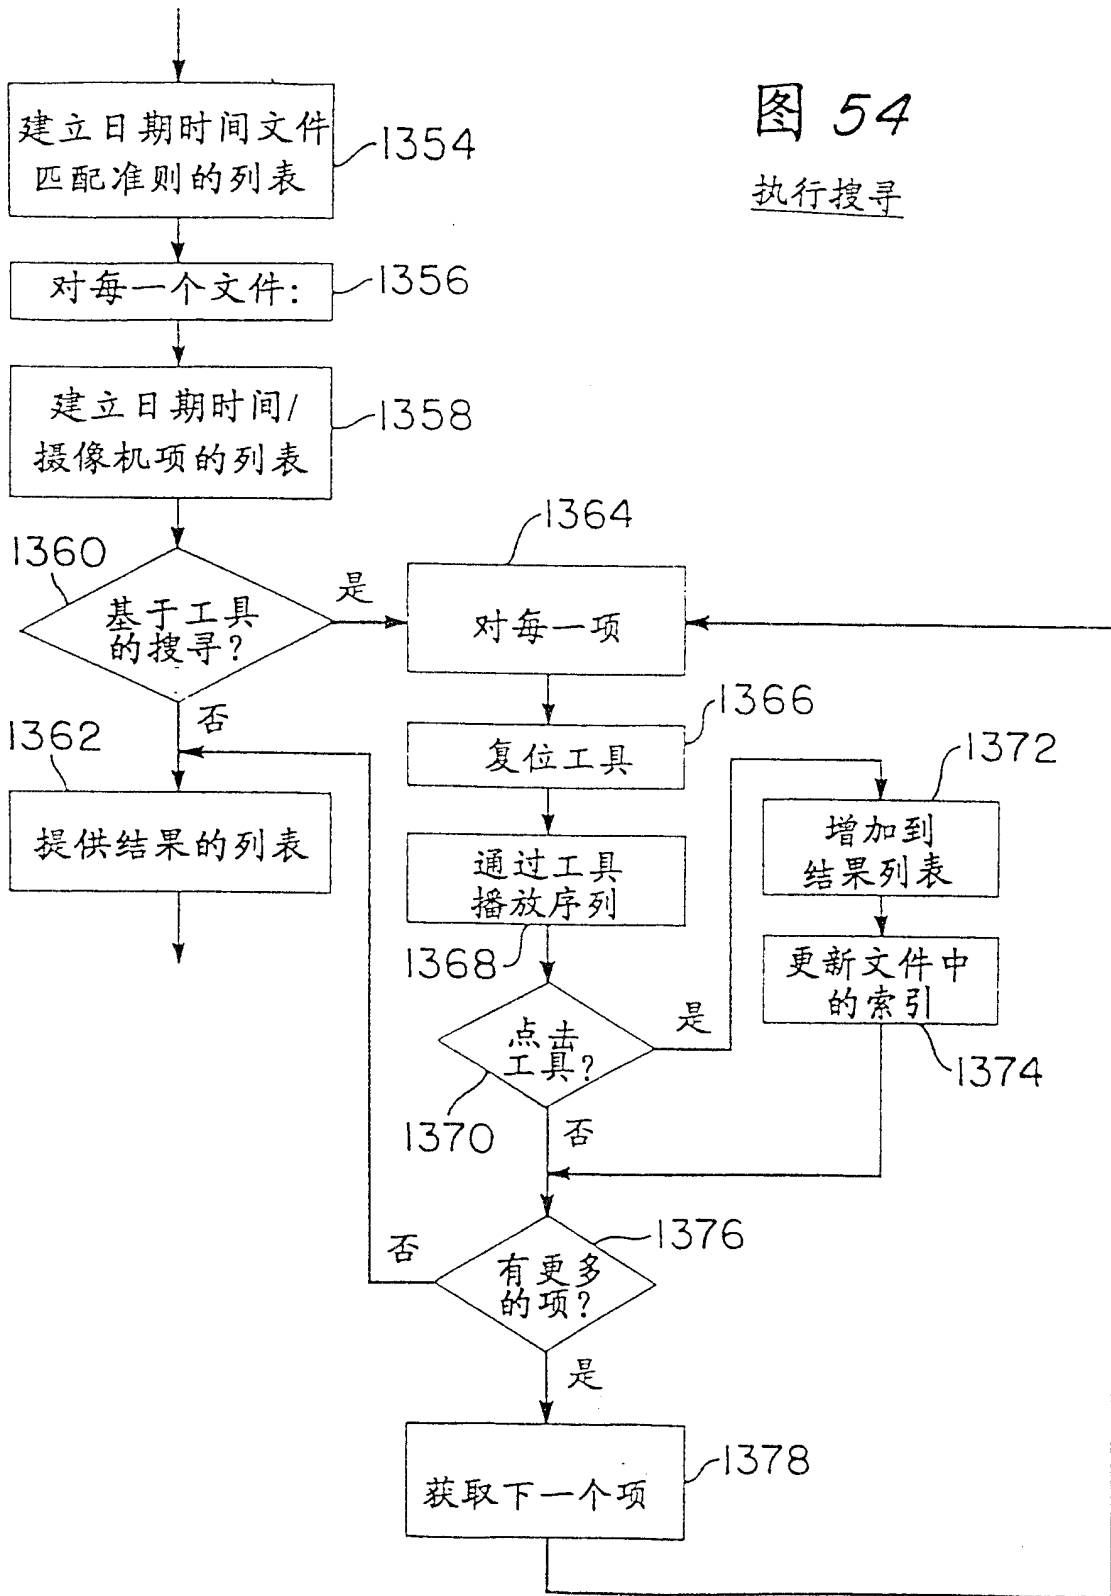 图 54
执行搜寻
建立日期时间文件
匹配准则的列表
1354
对每一个文件:
1356
建立日期时间/
摄像机项的列表
1358
1360
基于工具
的搜寻?
是
否
1362
提供结果的列表
1364
对每一项
1366
复位工具
通过工具
播放序列
1368
点击
工具?
1370
是
否
1372
增加到
结果列表
更新文件中
的索引
1374
1376
有更多
的项?
否
是
1378
获取下一个项